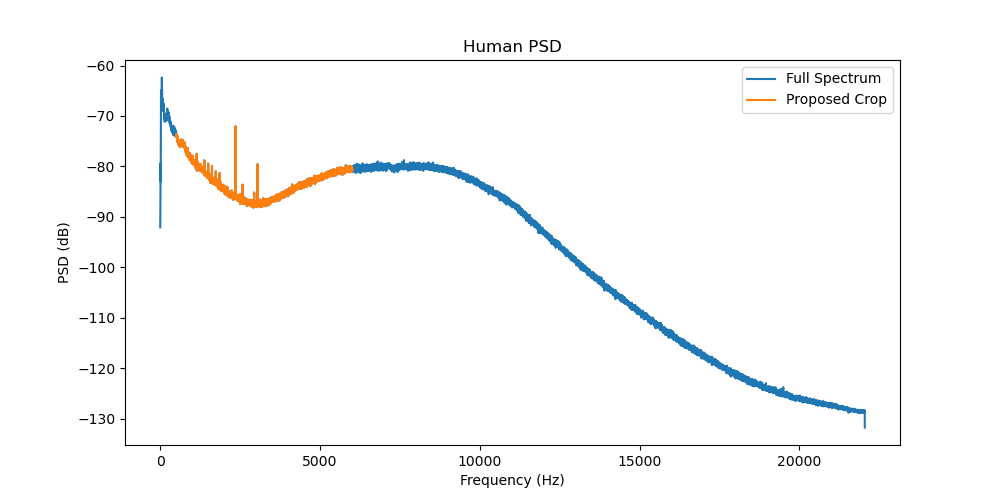 Human PSD
Full Spectrum
Proposed Crop
PSD (dB)
−60
−70
−80
−90
−100
−110
−120
−130
0
5000
10000
15000
20000
Frequency (Hz)